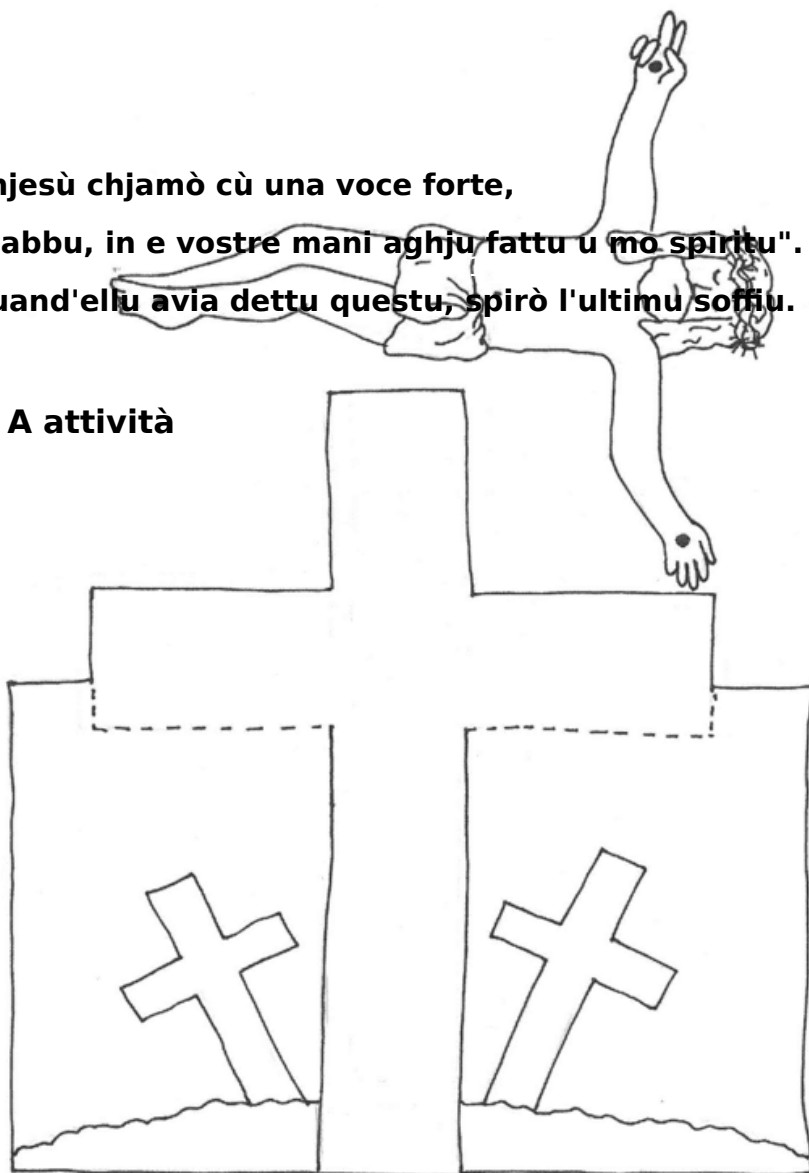 njesù chjamò cù una voce forte,
abbu, in e vostre mani aghju fattu u mo spiritu".
uand'ellu avia dettu questu, spirò l'ultimu soffiu.
A attività